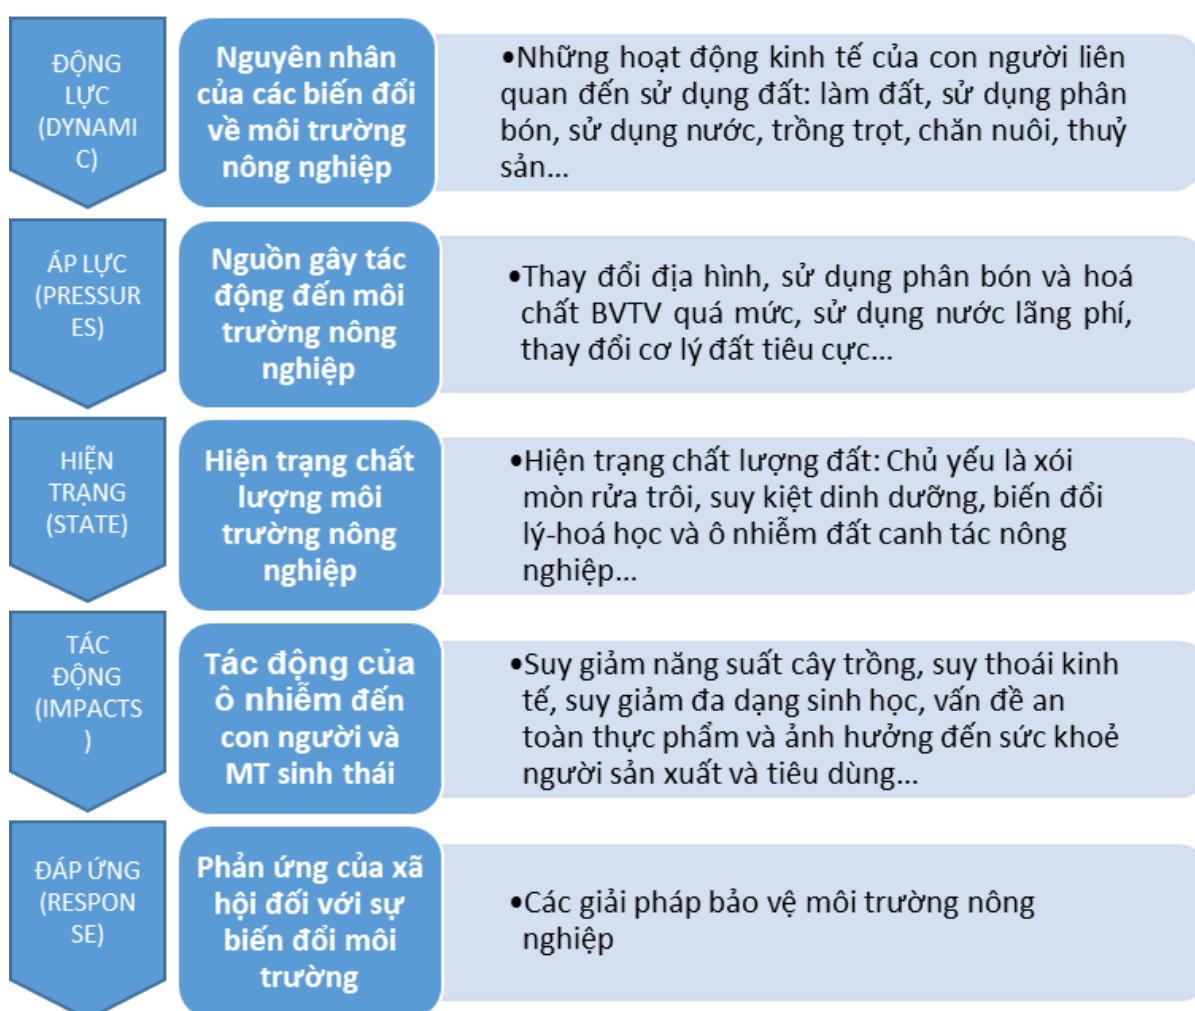 ĐỘNG
LỰC
(DYNAMI
C)
Nguyên nhân
của các biến đổi
về môi trường
nông nghiệp
•Những hoạt động kinh tế của con người liên
quan đến sử dụng đất: làm đất, sử dụng phân
bón, sử dụng nước, trồng trọt, chăn nuôi, thuỷ
sản...
ÁP LỰC
(PRESSUR
ES)
Nguồn gây tác
động đến môi
trường nông
nghiệp
•Thay đổi địa hình, sử dụng phân bón và hoá
chất BVTV quá mức, sử dụng nước lãng phí,
thay đổi cơ lý đất tiêu cực...
HIỆN
TRẠNG
(STATE)
Hiện trạng chất
lượng môi
trường nông
nghiệp
•Hiện trạng chất lượng đất: Chủ yếu là xói
mòn rửa trôi, suy kiệt dinh dưỡng, biến đổi
lý-hoá học và ô nhiễm đất canh tác nông
nghiệp...
TÁC
ĐỘNG
(IMPACTS
)
Tác động của
ô nhiễm đến
con người và
MT sinh thái
•Suy giảm năng suất cây trồng, suy thoái kinh
tế, suy giảm đa dạng sinh học, vấn đề an
toàn thực phẩm và ảnh hưởng đến sức khoẻ
người sản xuất và tiêu dùng...
ĐÁP ỨNG
(RESPON
SE)
Phản ứng của xã
hội đối với sự
biến đổi môi
trường
•Các giải pháp bảo vệ môi trường nông
nghiệp